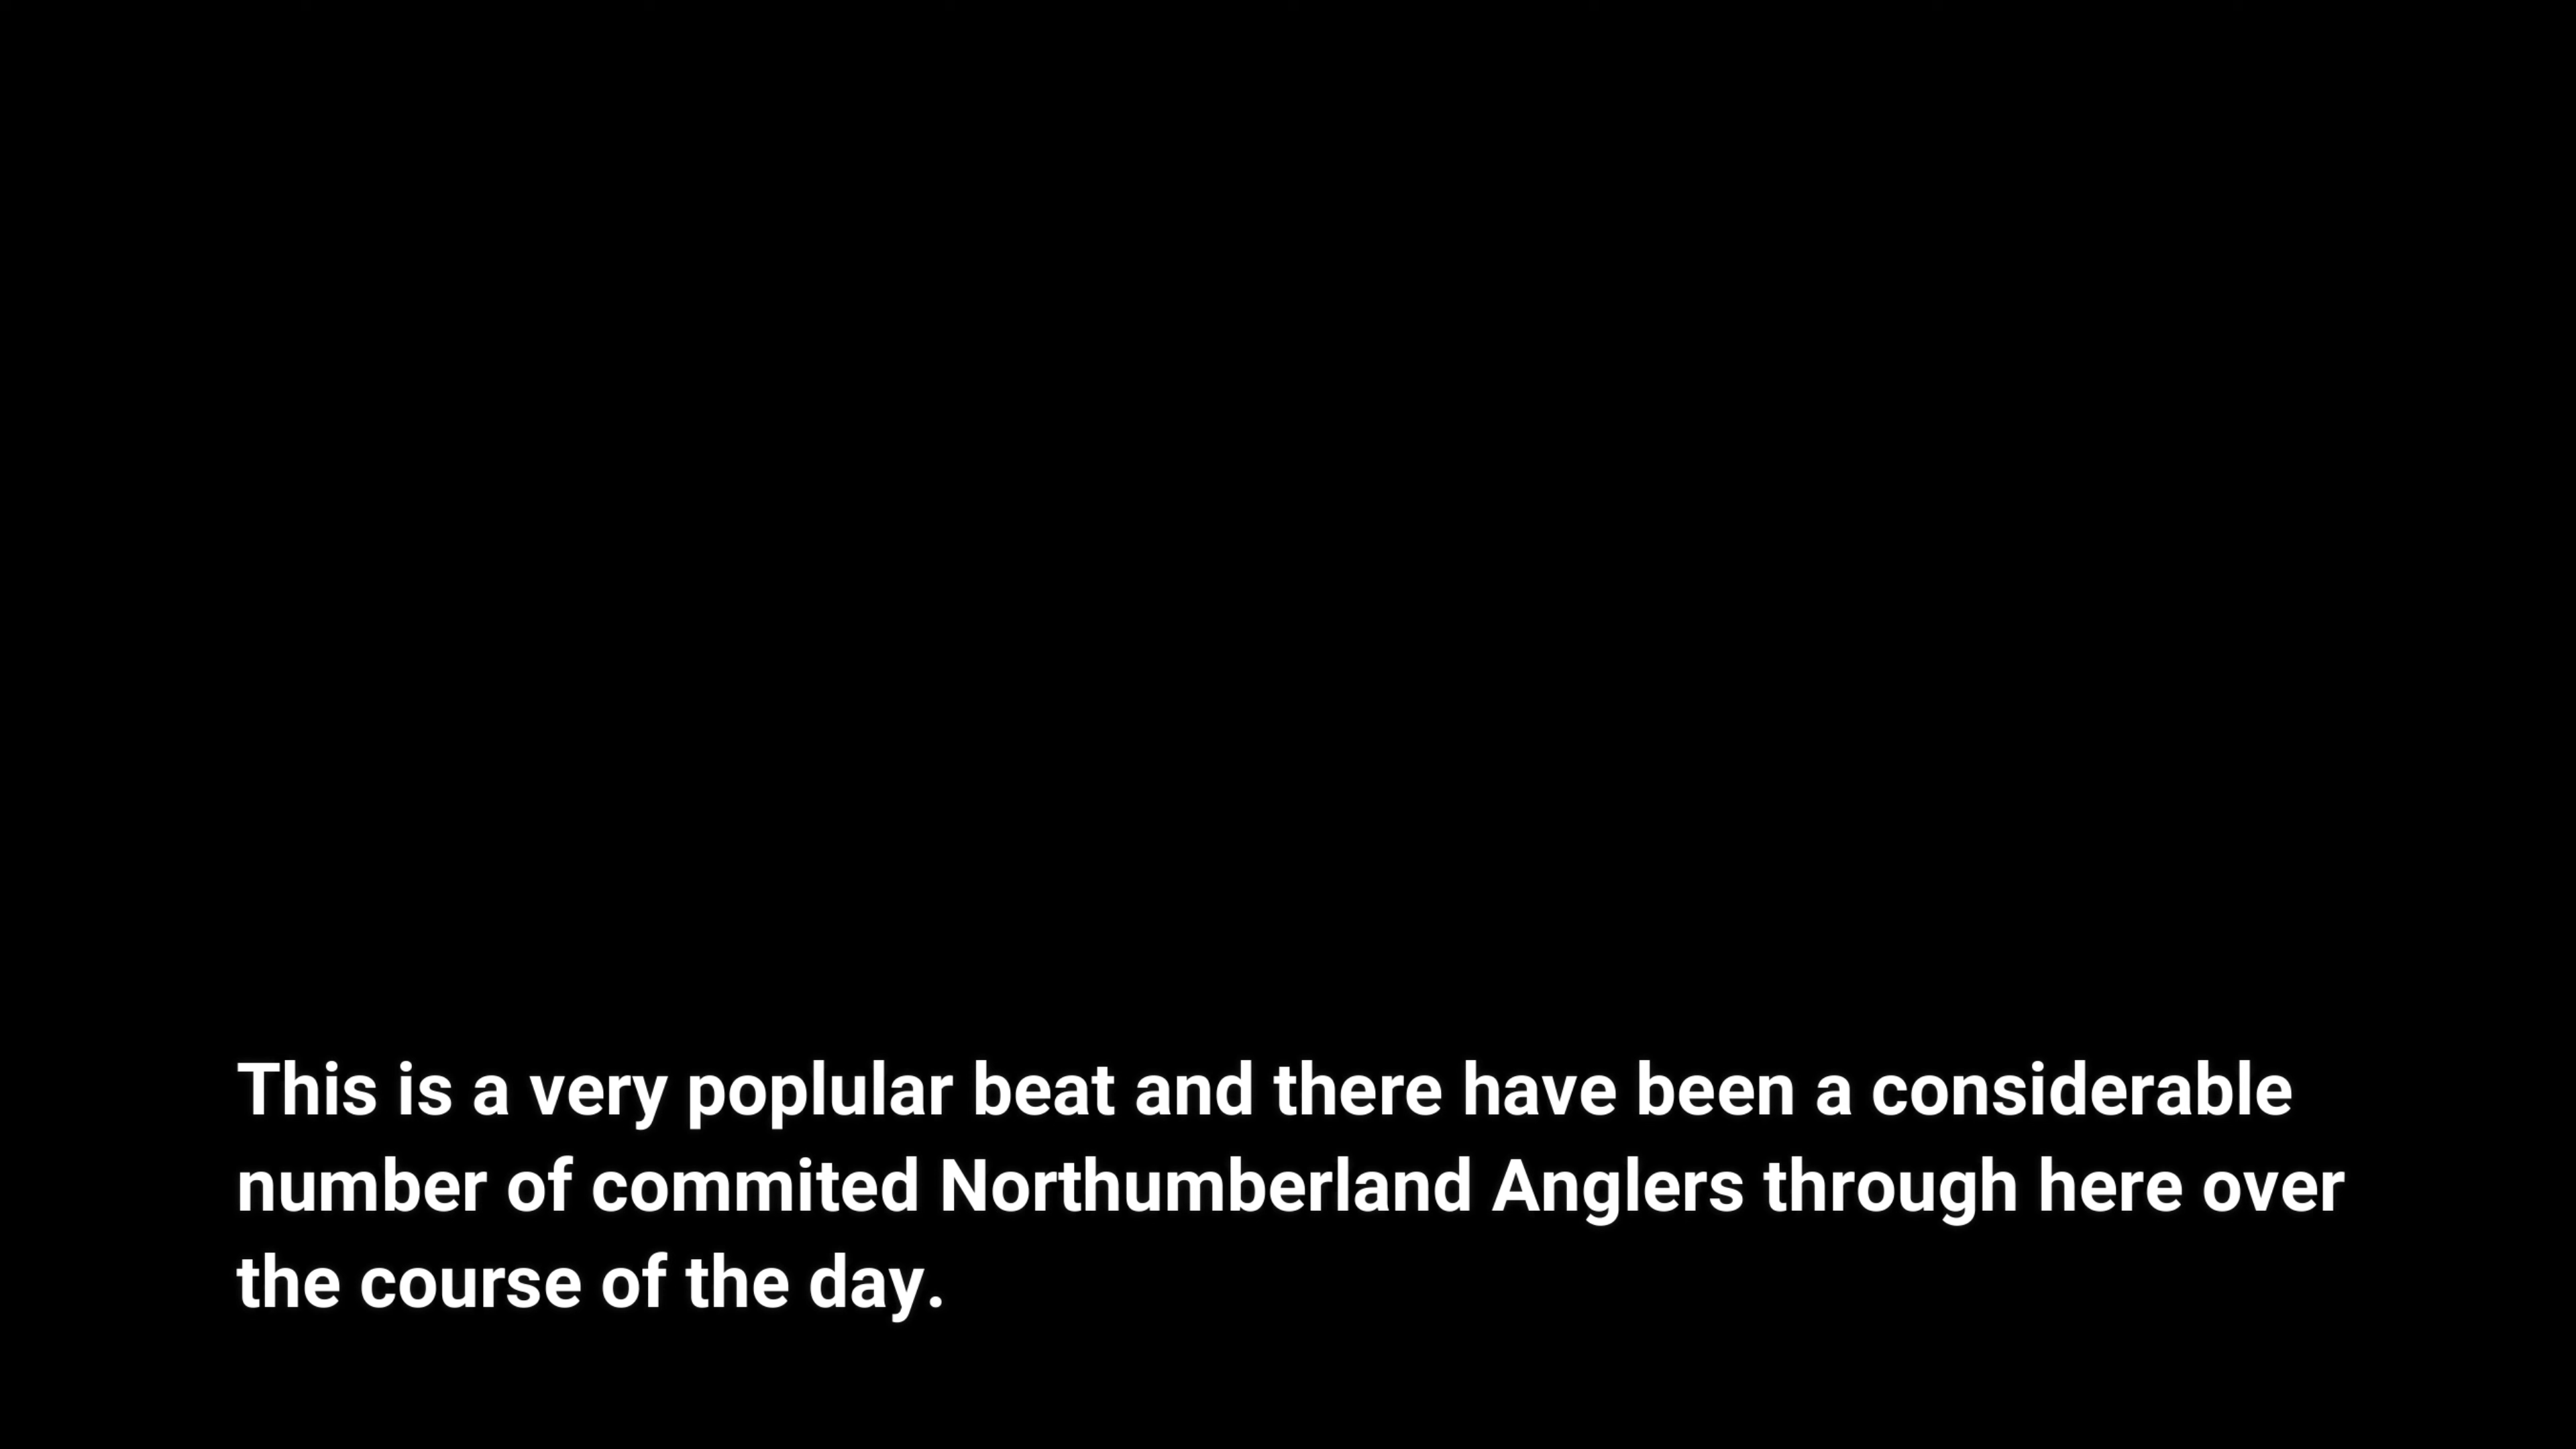 This is a very poplular beat and there have been a considerable
number of commited Northumberland Anglers through here over
the course of the day.